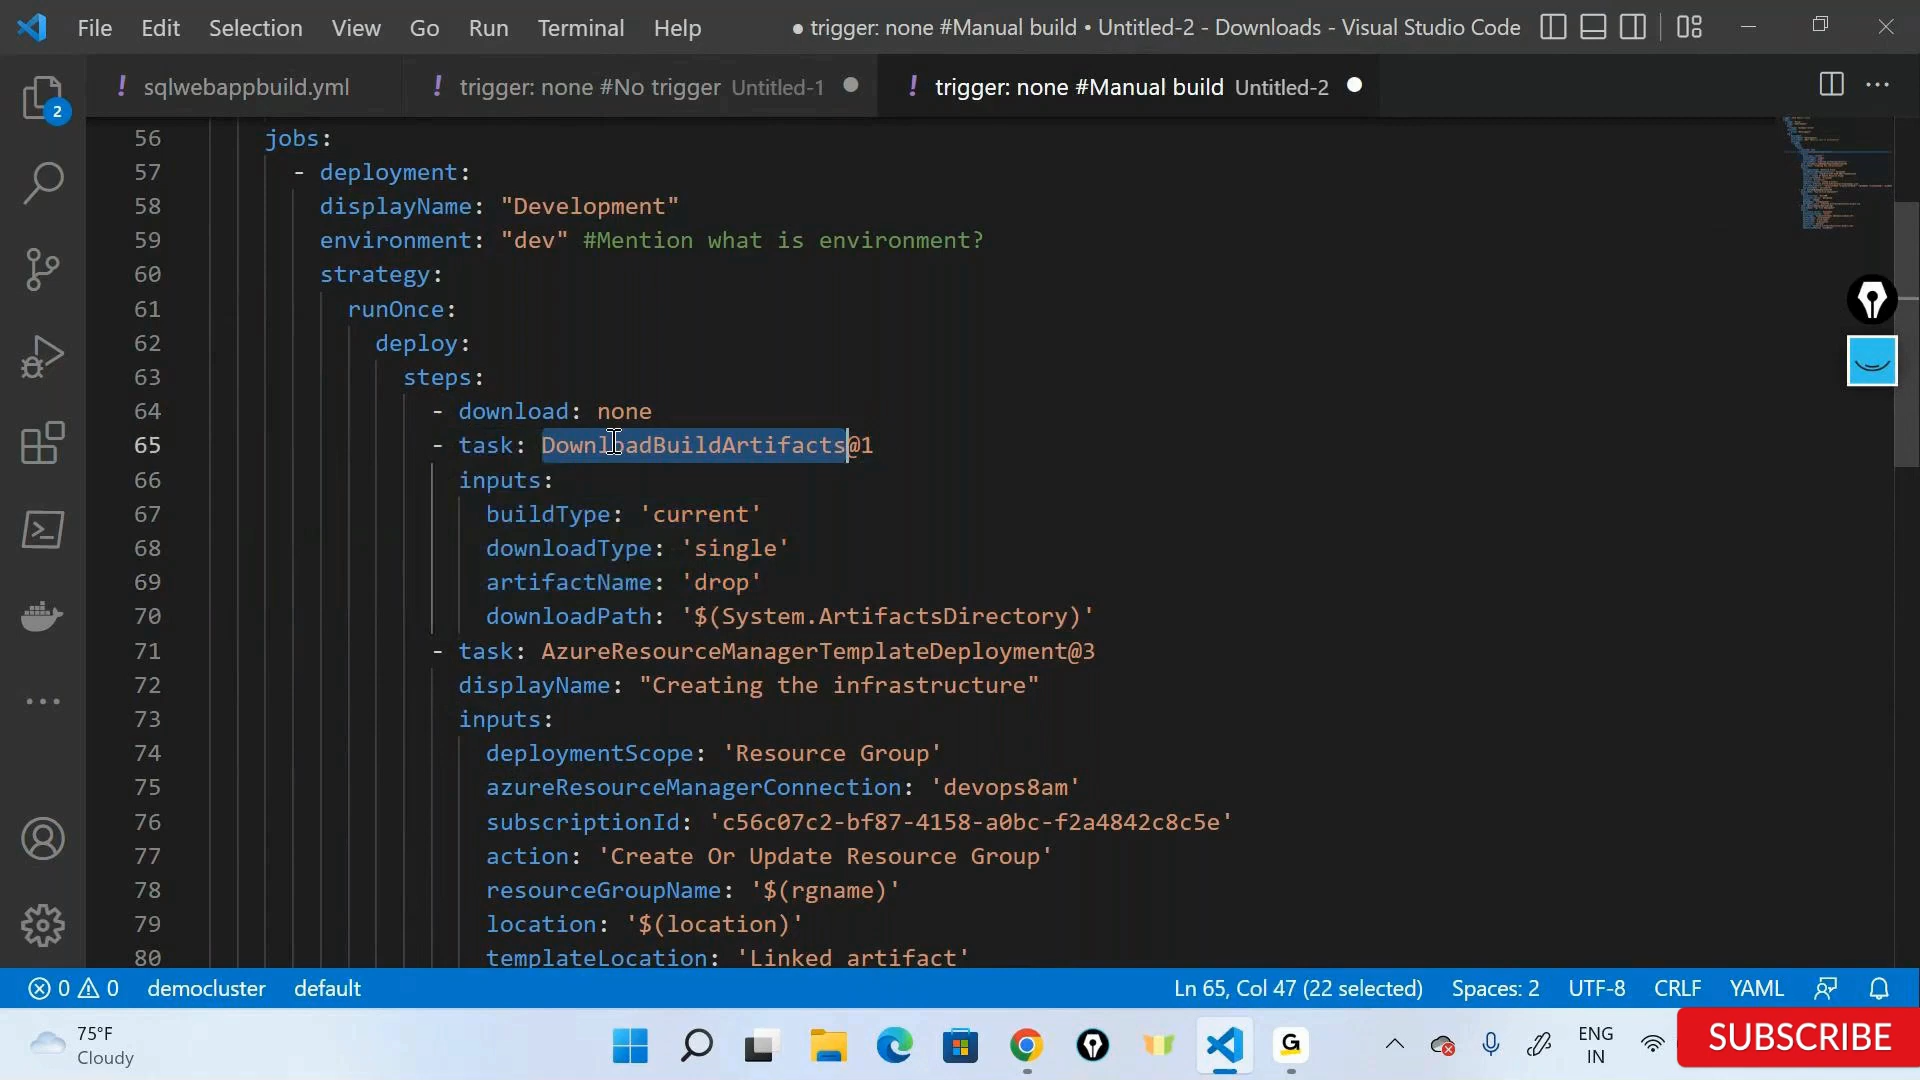 File Edit Selection View Go Run Terminal Help ● trigger: none #Manual build • Untitled-2 - Downloads - Visual Studio Code
! sqlwebappbuild.yml ! trigger: none #No trigger Untitled-1 ! trigger: none #Manual build Untitled-2
2
56 jobs:
57 - deployment:
58 displayName: "Development"
59 environment: "dev" #Mention what is environment?
60 strategy:
61 runOnce:
62 deploy:
63 steps:
64 - download: none
65 - task: DownloadBuildArtifacts@1
66 inputs:
67 buildType: 'current'
68 downloadType: 'single'
69 artifactName: 'drop'
70 downloadPath: '$(System.ArtifactsDirectory)'
71 - task: AzureResourceManagerTemplateDeployment@3
72 displayName: "Creating the infrastructure"
73 inputs:
74 deploymentScope: 'Resource Group'
75 azureResourceManagerConnection: 'devops8am'
76 subscriptionId: 'c56c07c2-bf87-4158-a0bc-f2a4842c8c5e'
77 action: 'Create Or Update Resource Group'
78 resourceGroupName: '$(rgname)'
79 location: '$(location)'
80 templateLocation: 'Linked artifact'
0 0 democluster default Ln 65, Col 47 (22 selected) Spaces: 2 UTF-8 CRLF YAML
75°F
Cloudy
G
ENG
IN
SUBSCRIBE